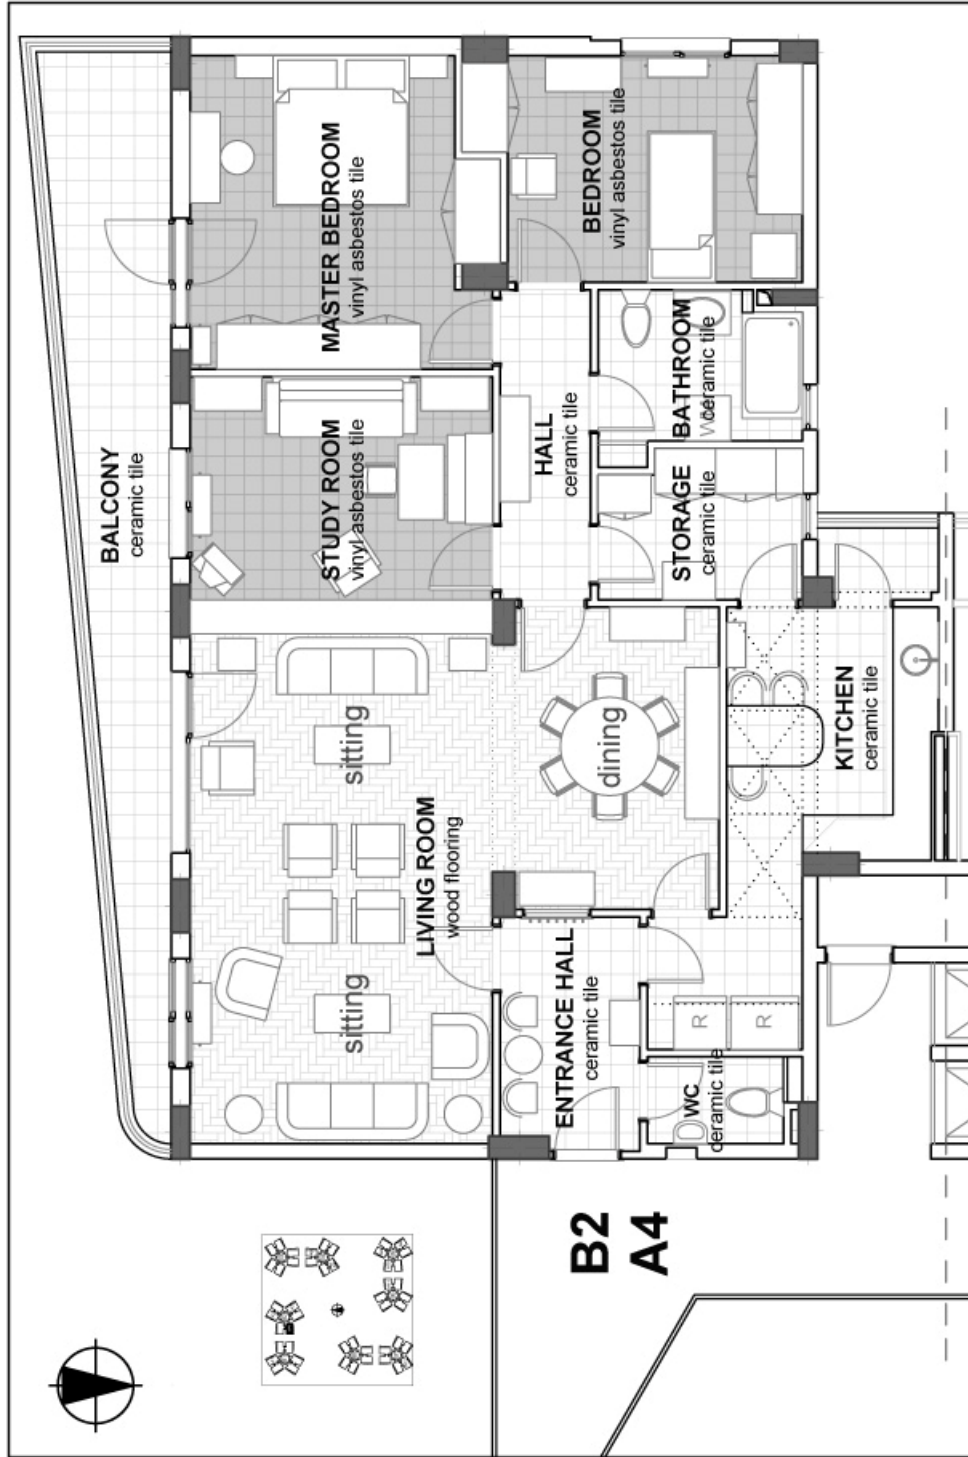 BALCONY
ceramic tile
MASTER BEDROOM
vinyl asbestos tile
BEDROOM
vinyl asbestos tile
STUDY ROOM
vinyl asbestos tile
HALL
ceramic tile
BATHROOM
ceramic tile
STORAGE
ceramic tile
sitting
dining
KITCHEN
ceramic tile
LIVING ROOM
wood flooring
sitting
ENTRANCE HALL
ceramic tile
R
R
WC
ceramic tile
B2
A4